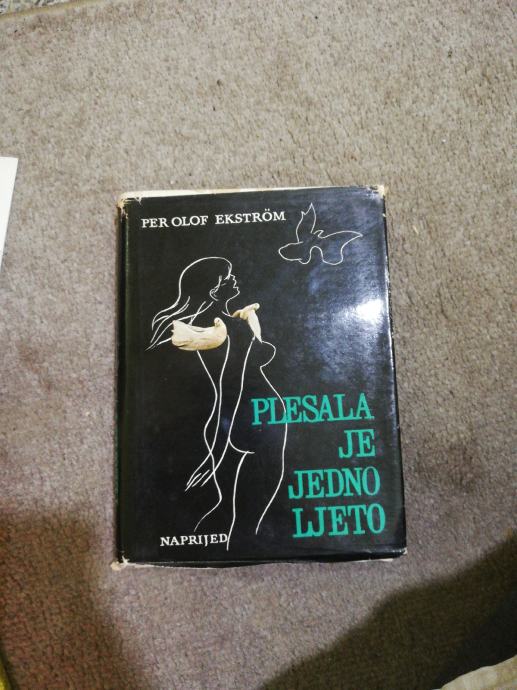 PER OLOF EKSTRÖM
PLESALA
JE
JEDNO
LJETO
NAPRIJED